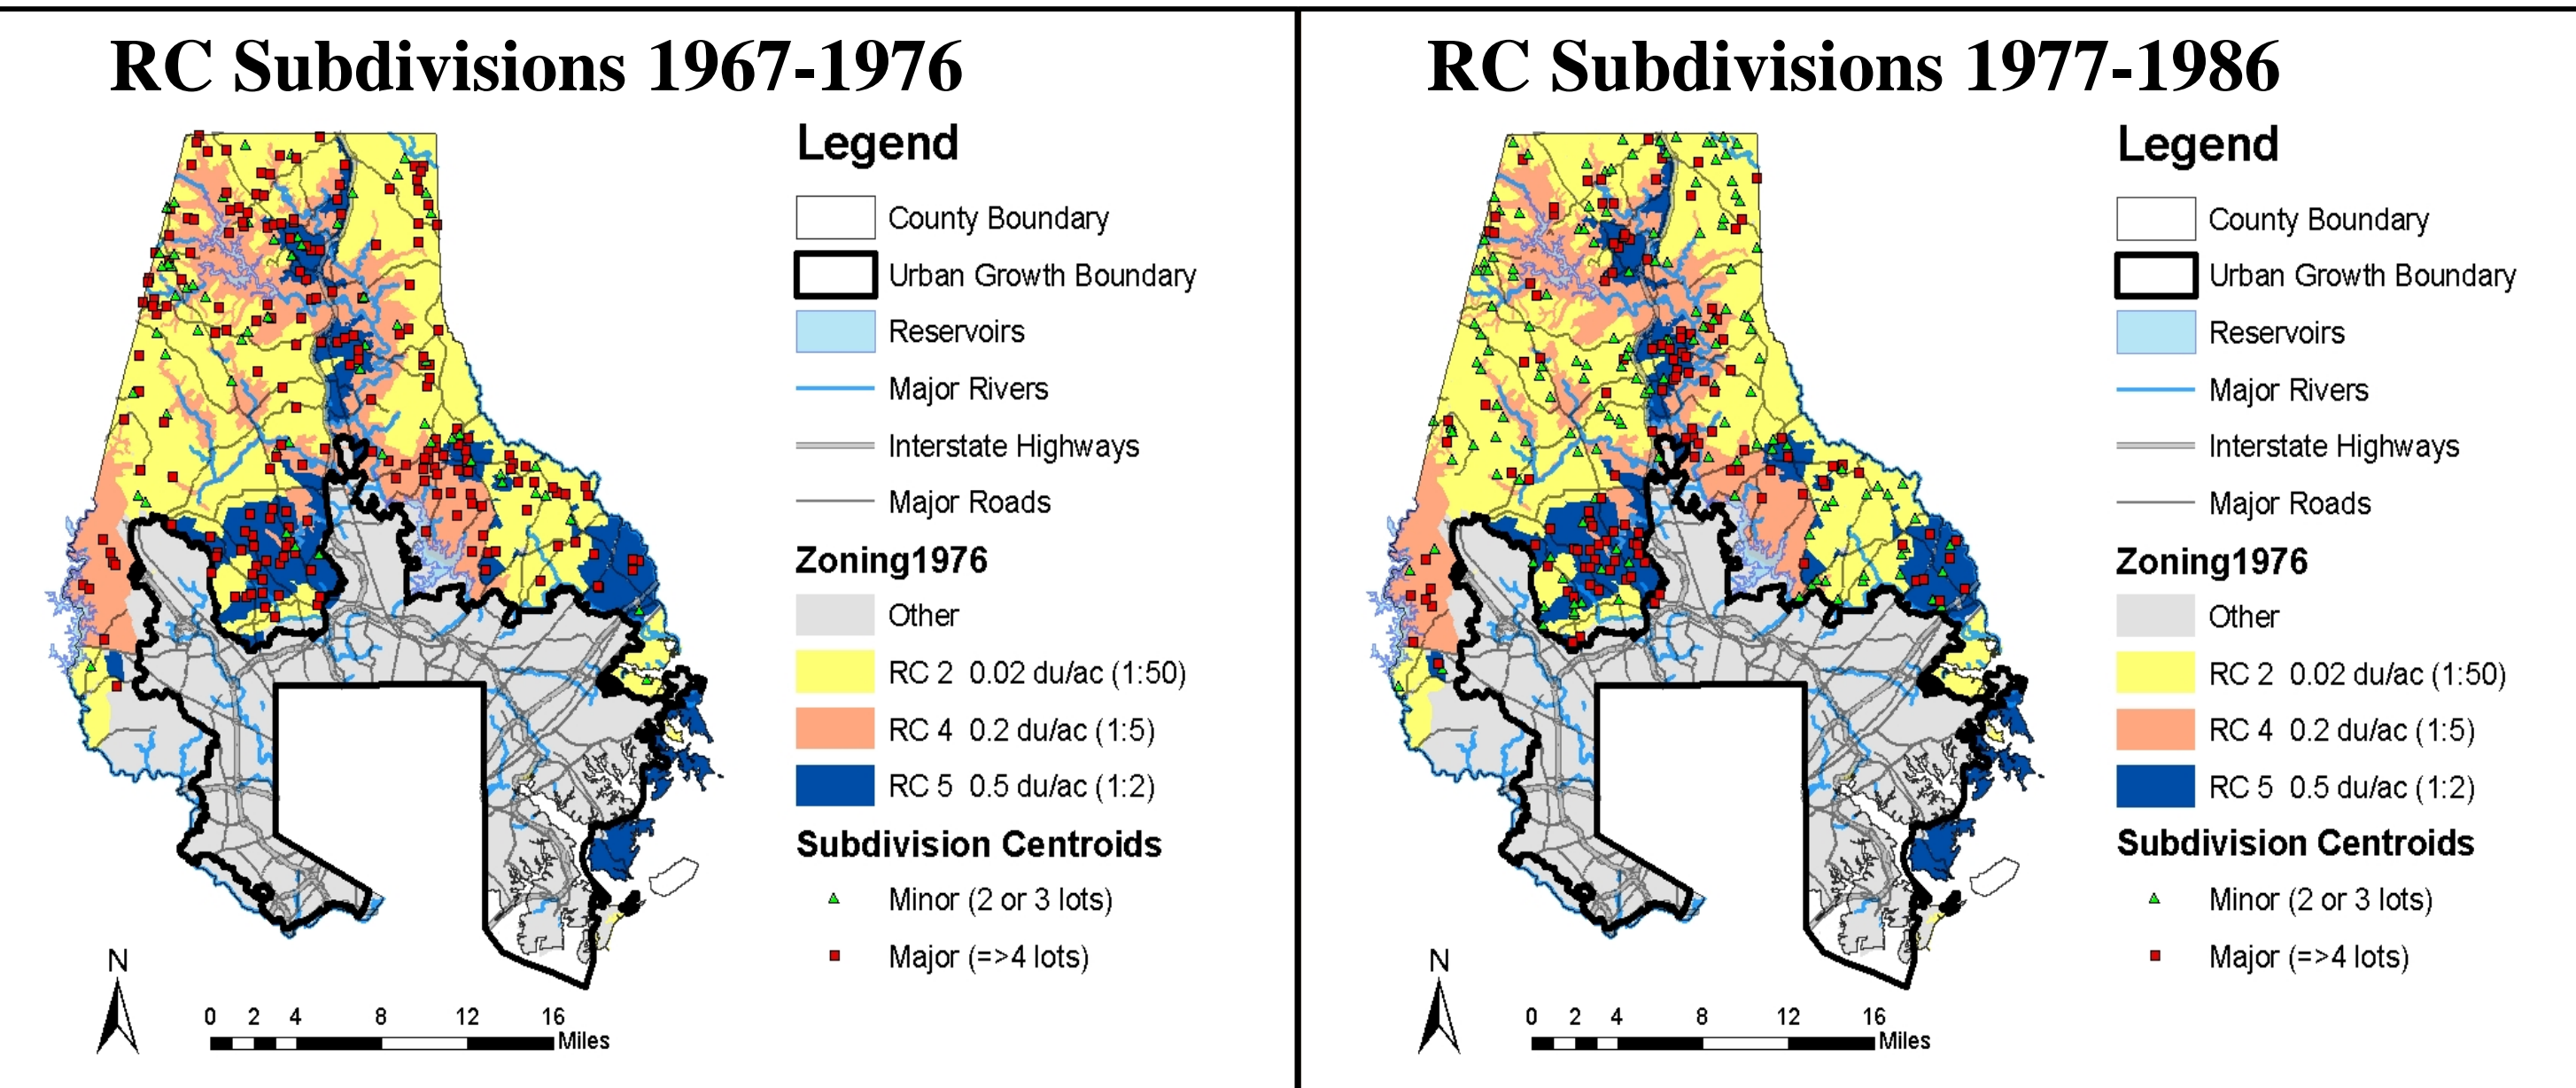 RC Subdivisions 1967-1976
Legend
County Boundary
Urban Growth Boundary
Reservoirs
Major Rivers
Interstate Highways
Major Roads
Zoning1976
Other
RC 2 0.02 du/ac (1:50)
RC 4 0.2 du/ac (1:5)
RC 5 0.5 du/ac (1:2)
Subdivision Centroids
Minor (2 or 3 lots)
Major (=>4 lots)
N
0 2 4 8 12 16
Miles
RC Subdivisions 1977-1986
Legend
County Boundary
Urban Growth Boundary
Reservoirs
Major Rivers
Interstate Highways
Major Roads
Zoning1976
Other
RC 2 0.02 du/ac (1:50)
RC 4 0.2 du/ac (1:5)
RC 5 0.5 du/ac (1:2)
Subdivision Centroids
Minor (2 or 3 lots)
Major (=>4 lots)
N
0 2 4 8 12 16
Miles